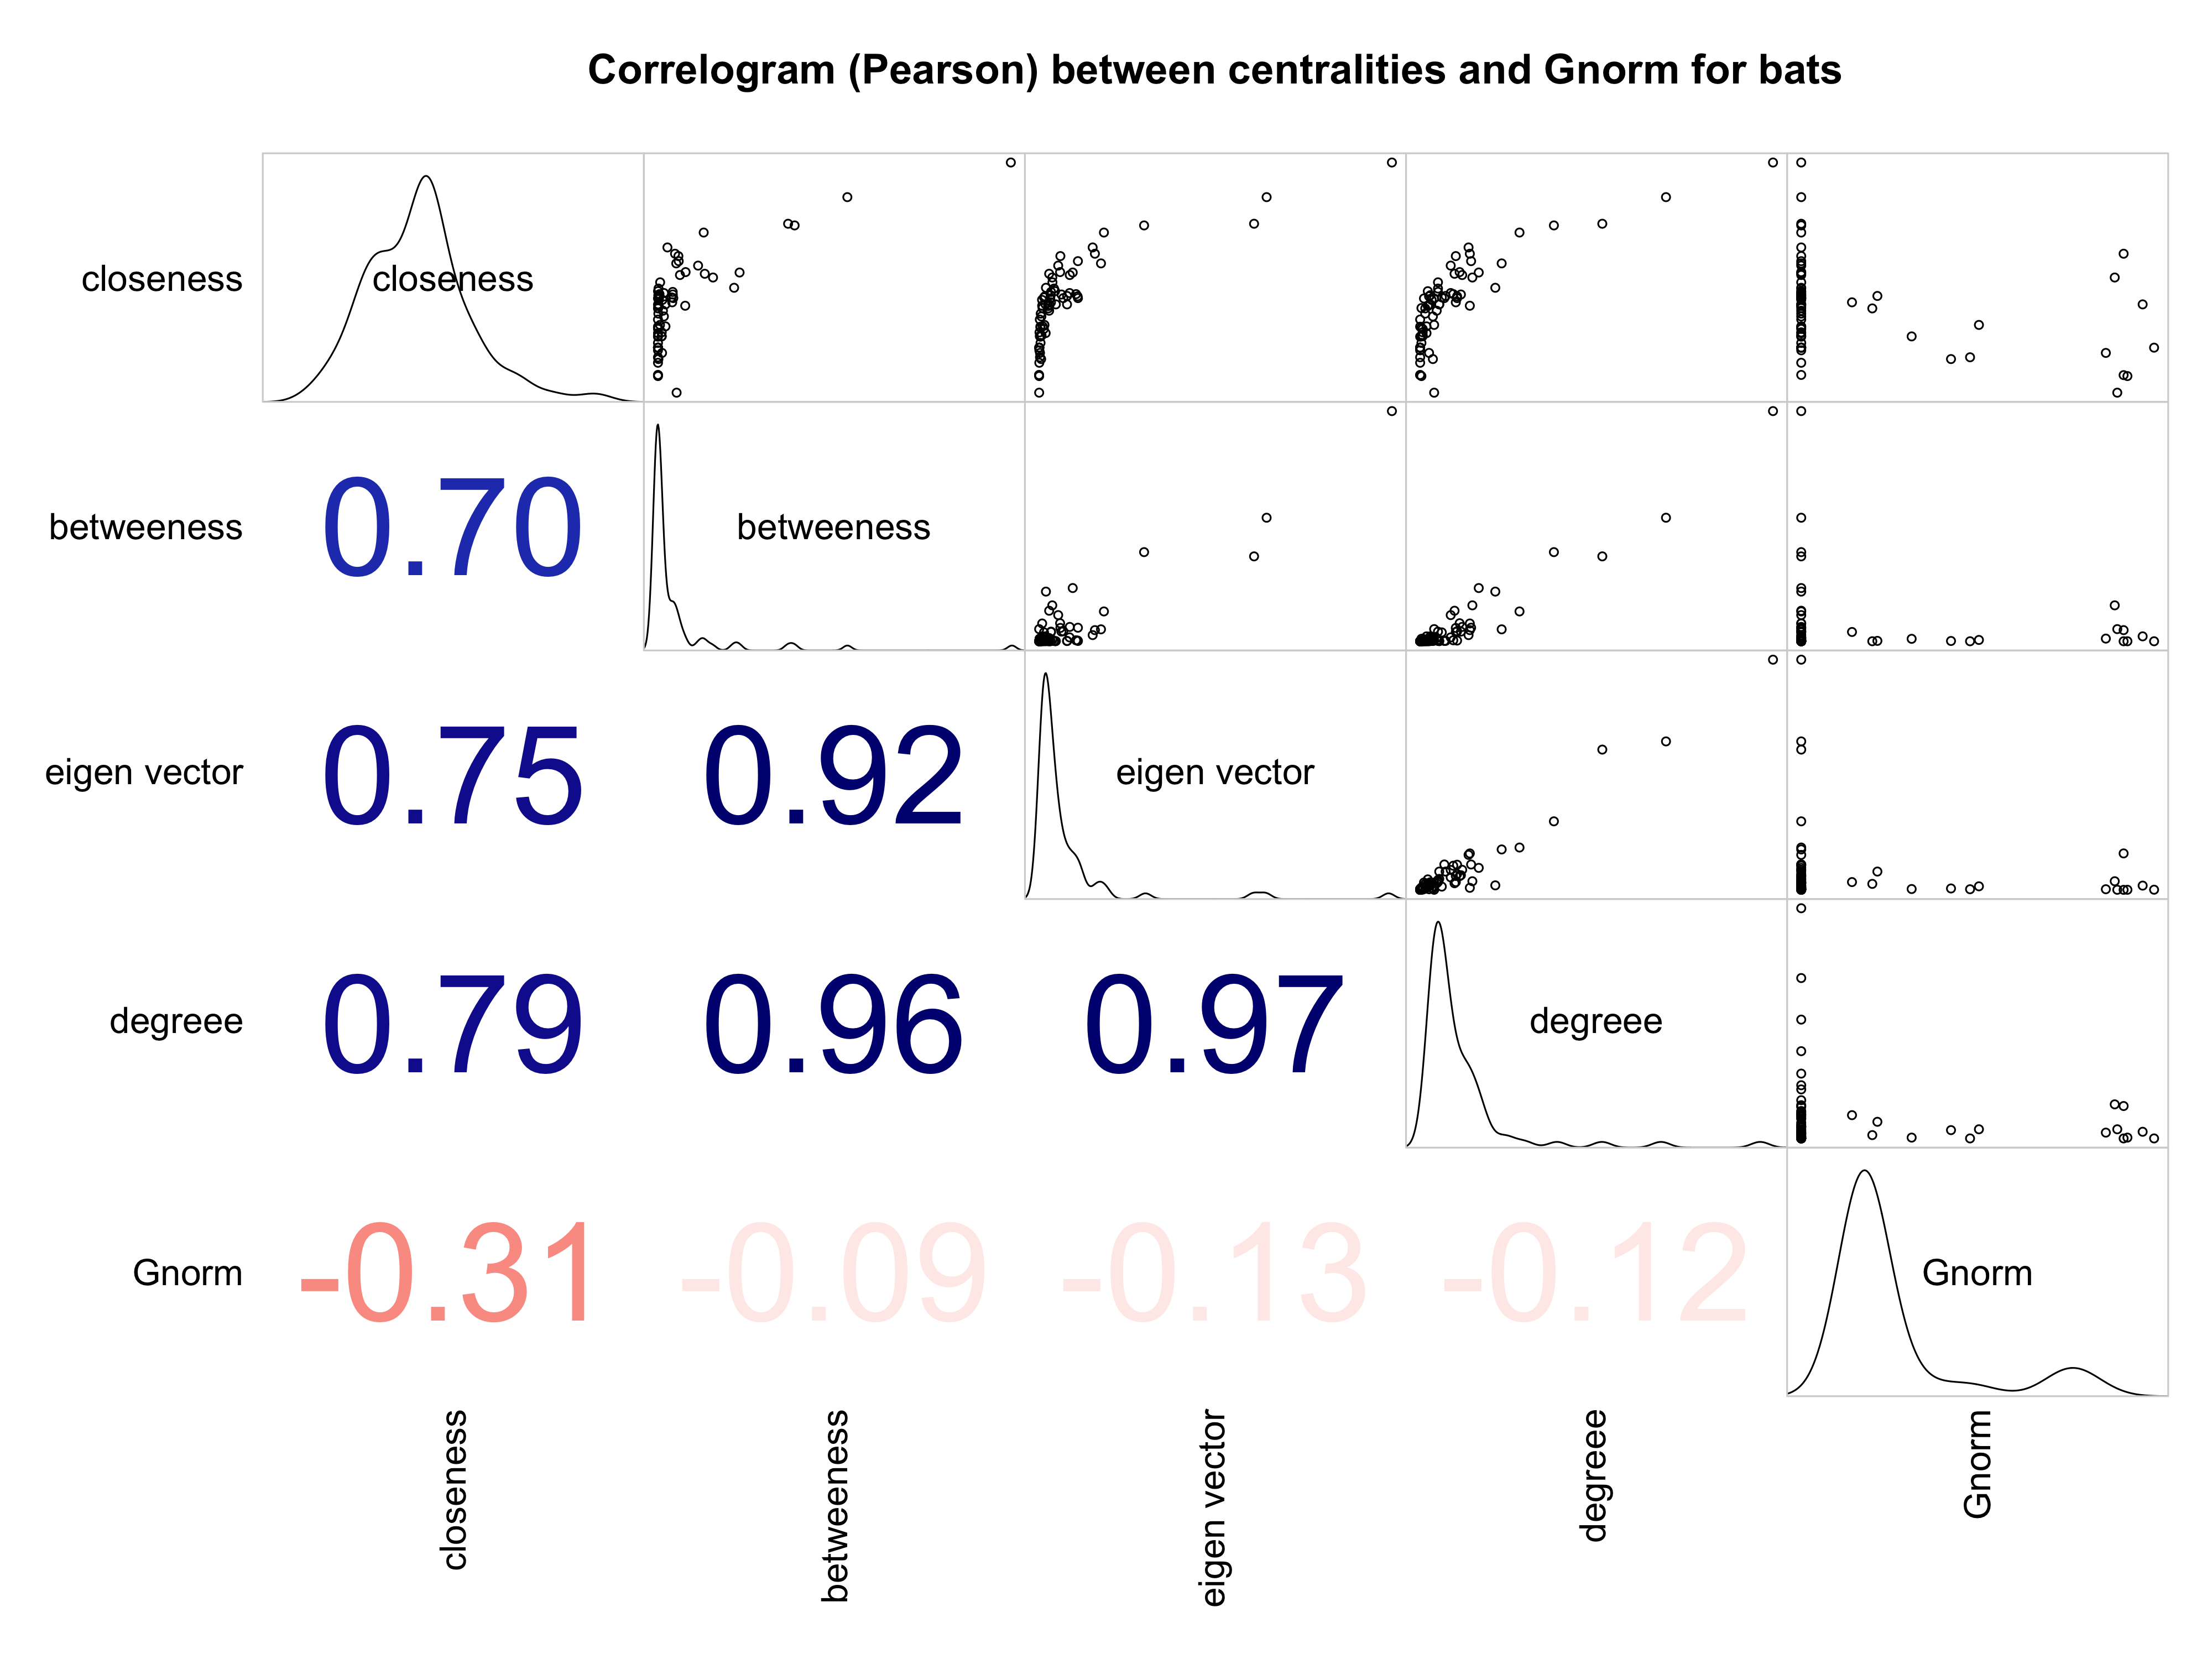 Correlogram (Pearson) between centralities and Gnorm for bats
closeness
closeness
betweeness
0.70
betweeness
eigen vector
0.75
0.92
eigen vector
degreee
0.79
0.96
0.97
degreee
Gnorm
-0.31
-0.09
-0.13
-0.12
Gnorm
closeness
betweeness
eigen vector
degreee
Gnorm